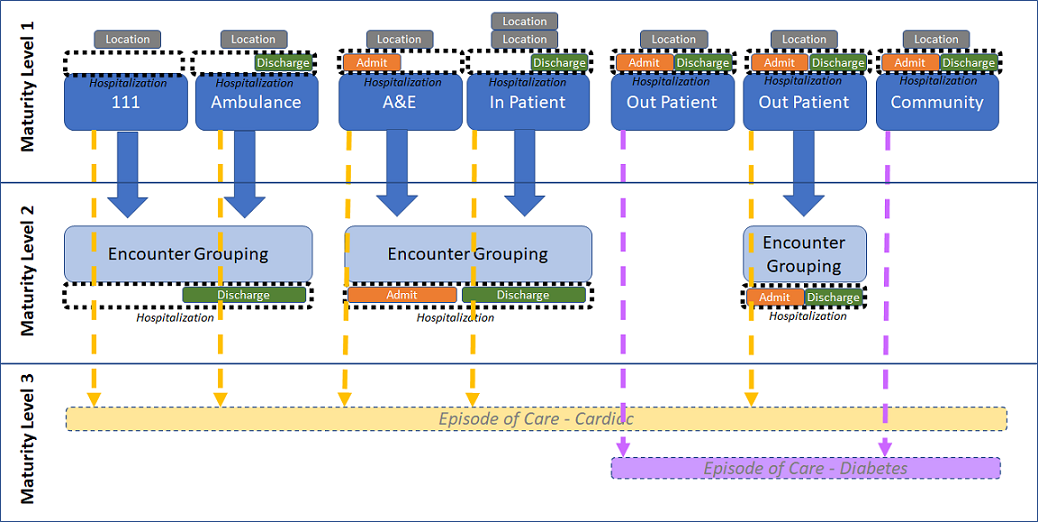 Maturity Level 1
Location
Location
Location
Location
Location
Location
Location
Location
Discharge
Admit
Discharge
Admit
Discharge
Admit
Discharge
Admit
Discharge
Hospitalization
Hospitalization
Hospitalization
Hospitalization
Hospitalization
Hospitalization
Hospitalization
111
Ambulance
A&E
In Patient
Out Patient
Out Patient
Community
Maturity Level 2
Encounter Grouping
Encounter Grouping
Encounter
Grouping
Discharge
Admit
Discharge
Admit
Discharge
Hospitalization
Hospitalization
Hospitalization
Maturity Level 3
Episode of Care - Cardiac
Episode of Care - Diabetes